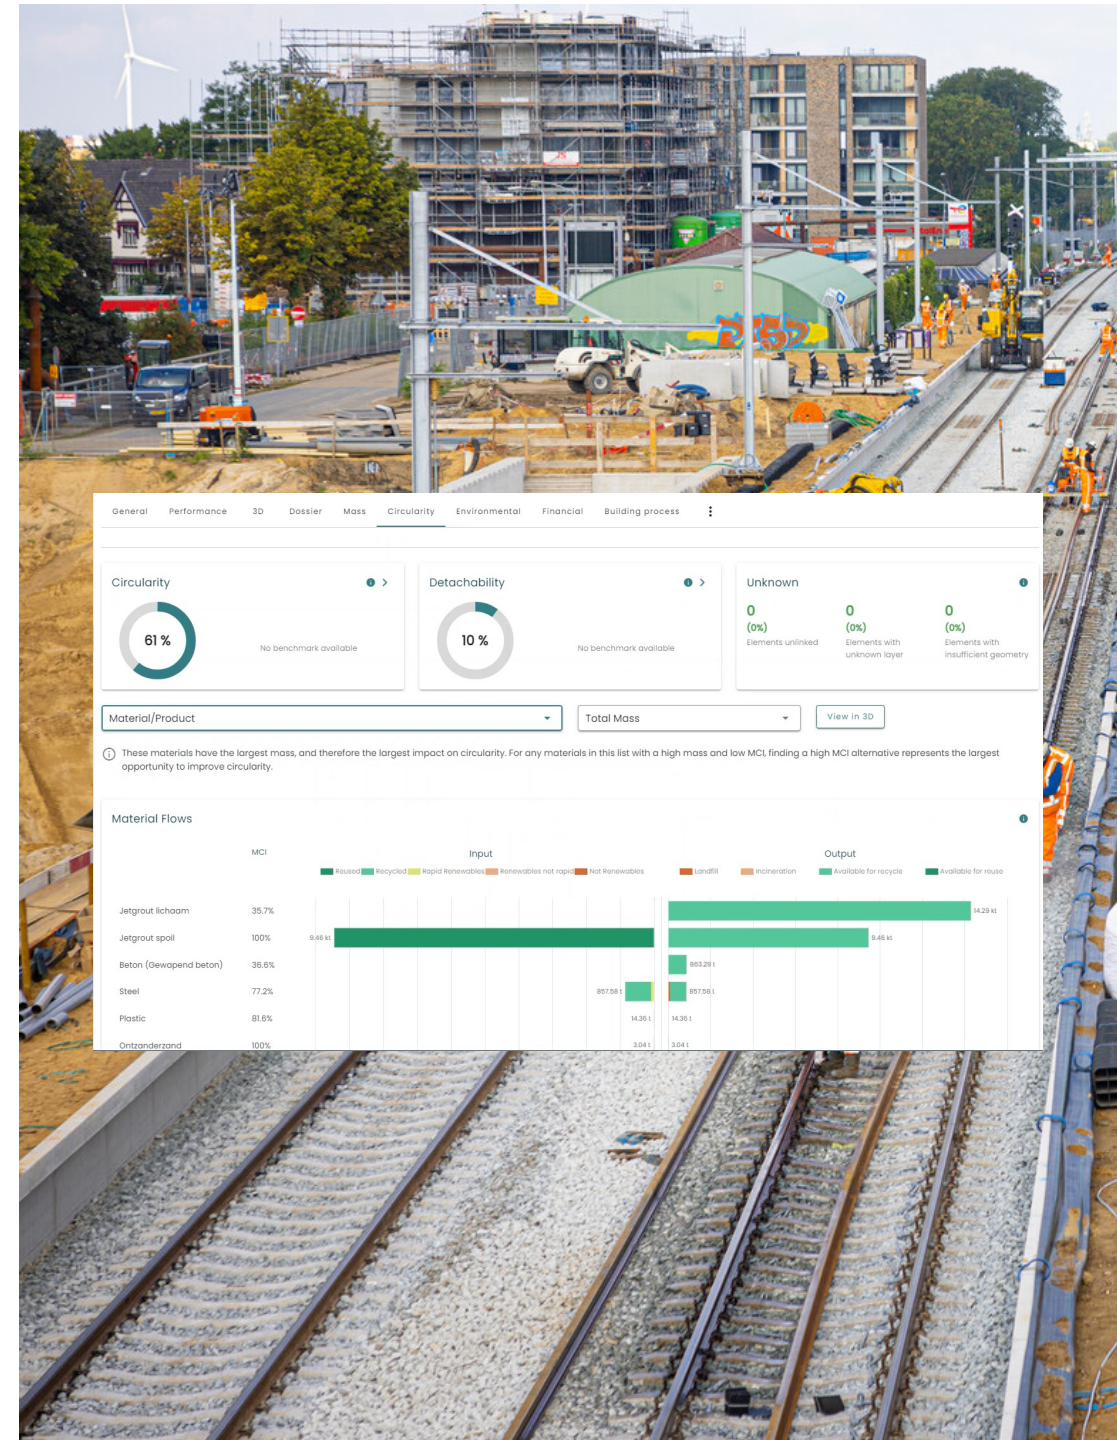 General Performance 3D Dossier Mass Circularity Environmental Financial Building process
Circularity
61 %
No benchmark available
Detachability
10 %
No benchmark available
Unknown
0 0 0
(0%) (0%) (0%)
Elements unlinked Elements with Elements with
unknown layer insufficient geometry
Material/Product
Total Mass
View in 3D
These materials have the largest mass, and therefore the largest impact on circularity. For any materials in this list with a high mass and low MCI, finding a high MCI alternative represents the largest
opportunity to improve circularity.
Material Flows
MCI Input Output
Reused Recycled Rapid Renewables Renewables not rapid Not Renewables Landfill Incineration Available for recycle Available for reuse
Jetgrout lichaam 35.7% 14.29 kt
Jetgrout spoil 100% 9.46 kt 9.46 kt
Beton (Gewapend beton) 36.6% 863.29 t
Steel 77.2% 857.58 t 857.58 t
Plastic 81.6% 14.36 t 14.36 t
Ontzanderzand 100% 3.04 t 3.04 t